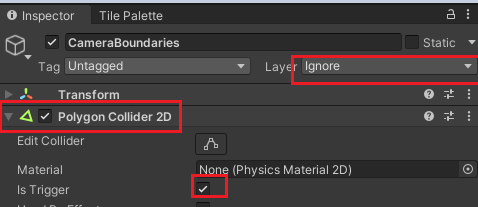 Inspector Tile Palette
CameraBoundaries Static
Tag Untagged Layer Ignore
Transform
Polygon Collider 2D
Edit Collider
Material None (Physics Material 2D)
Is Trigger